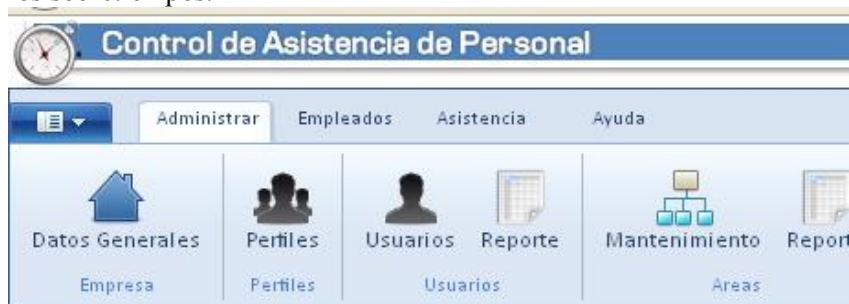 Control de Asistencia de Personal
Administrar Empleados Asistencia Ayuda
Datos Generales Perfiles Usuarios Reporte Mantenimiento Report
Empresa Perfiles Usuarios Areas